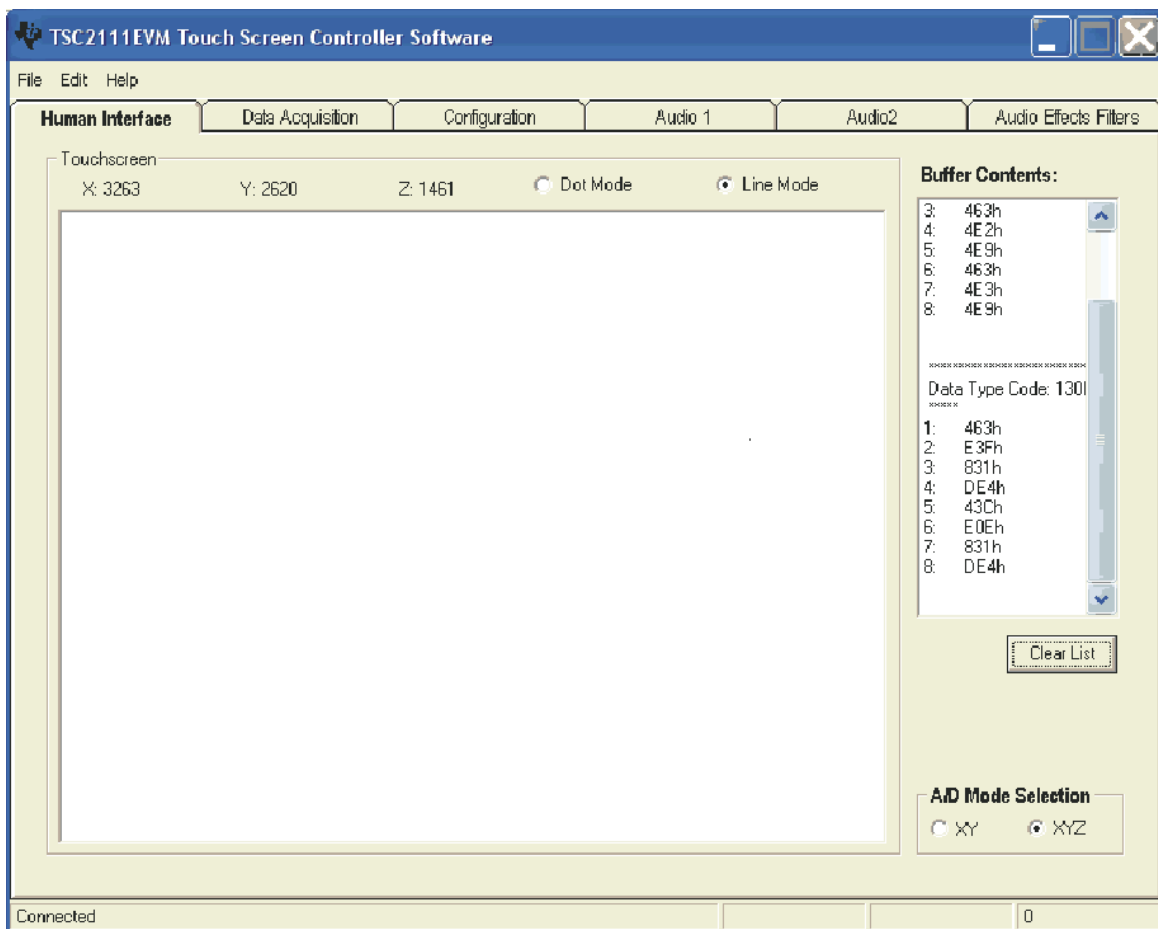 TSC2111EVM Touch Screen Controller Software
File Edit Help
Human Interface Data Acquisition Configuration Audio 1 Audio2 Audio Effects Filters
Touchscreen
X: 3263 Y: 2620 Z: 1461 Dot Mode Line Mode
Buffer Contents:
3: 463h
4: 4E2h
5: 4E9h
6: 463h
7: 4E3h
8: 4E9h
××××××××××××××××××××××××××
Data Type Code: 130
×××××
1: 463h
2: E3Fh
3: 831h
4: DE4h
5: 43Ch
6: E0Eh
7: 831h
8: DE4h
Clear List
A/D Mode Selection
XY XYZ
Connected 0